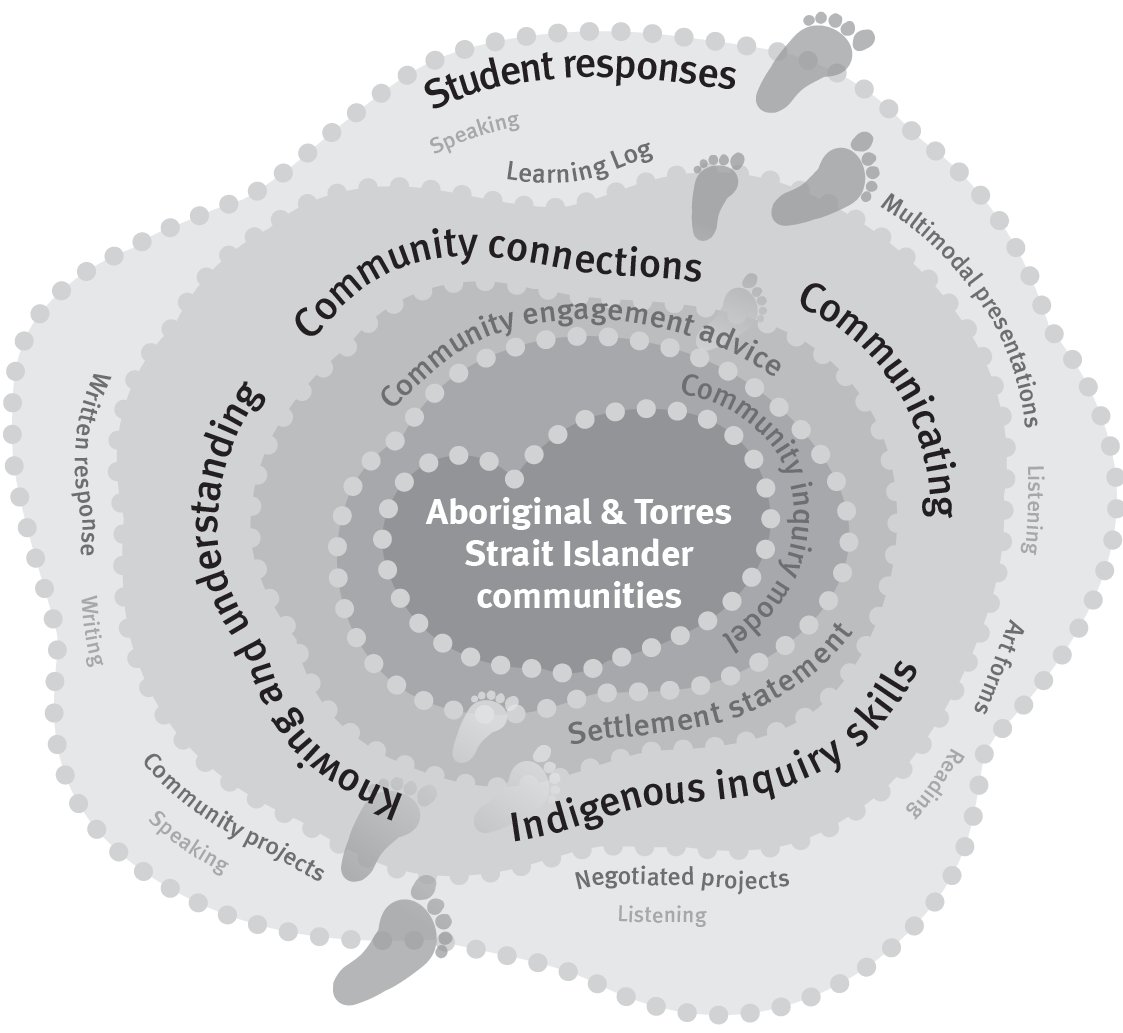 Student responses
Speaking
Learning Log
Multimodal presentations
Community connections
Communicating
Community engagement advice
Community inquiry model
Written response
Knowing and understanding
Listening
Aboriginal & Torres
Strait Islander
communities
Writing
Settlement statement
Art forms
Indigenous inquiry skills
Reading
Community projects
Speaking
Negotiated projects
Listening